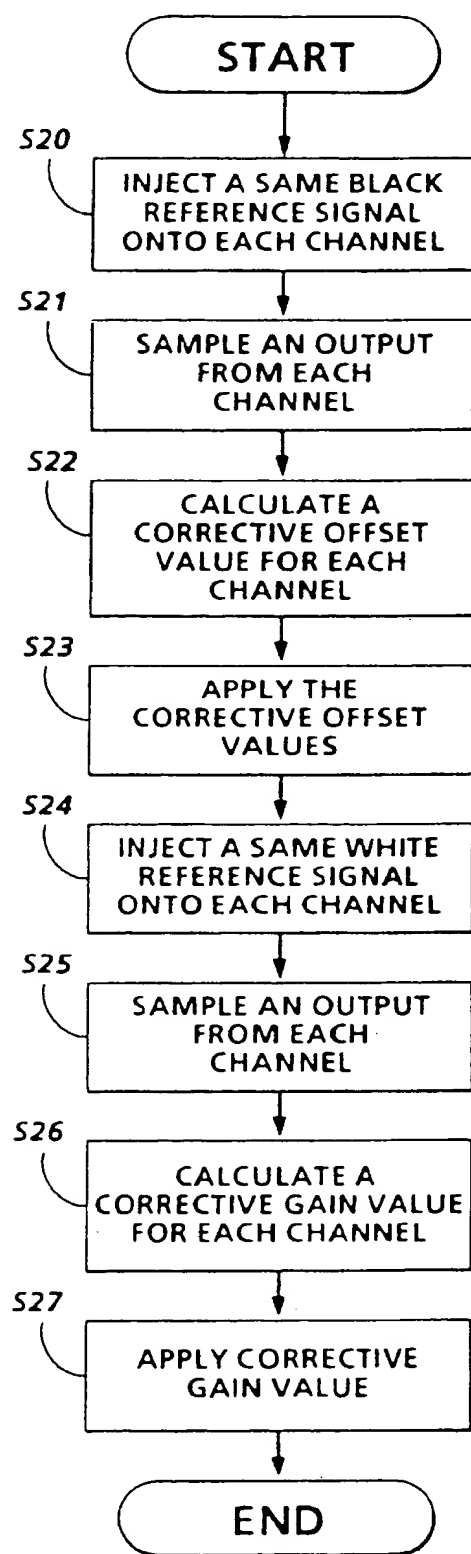 START
S20
INJECT A SAME BLACK
REFERENCE SIGNAL
ONTO EACH CHANNEL
S21
SAMPLE AN OUTPUT
FROM EACH
CHANNEL
S22
CALCULATE A
CORRECTIVE OFFSET
VALUE FOR EACH
CHANNEL
S23
APPLY THE
CORRECTIVE OFFSET
VALUES
S24
INJECT A SAME WHITE
REFERENCE SIGNAL
ONTO EACH CHANNEL
S25
SAMPLE AN OUTPUT
FROM EACH
CHANNEL
S26
CALCULATE A
CORRECTIVE GAIN VALUE
FOR EACH CHANNEL
S27
APPLY CORRECTIVE
GAIN VALUE
END